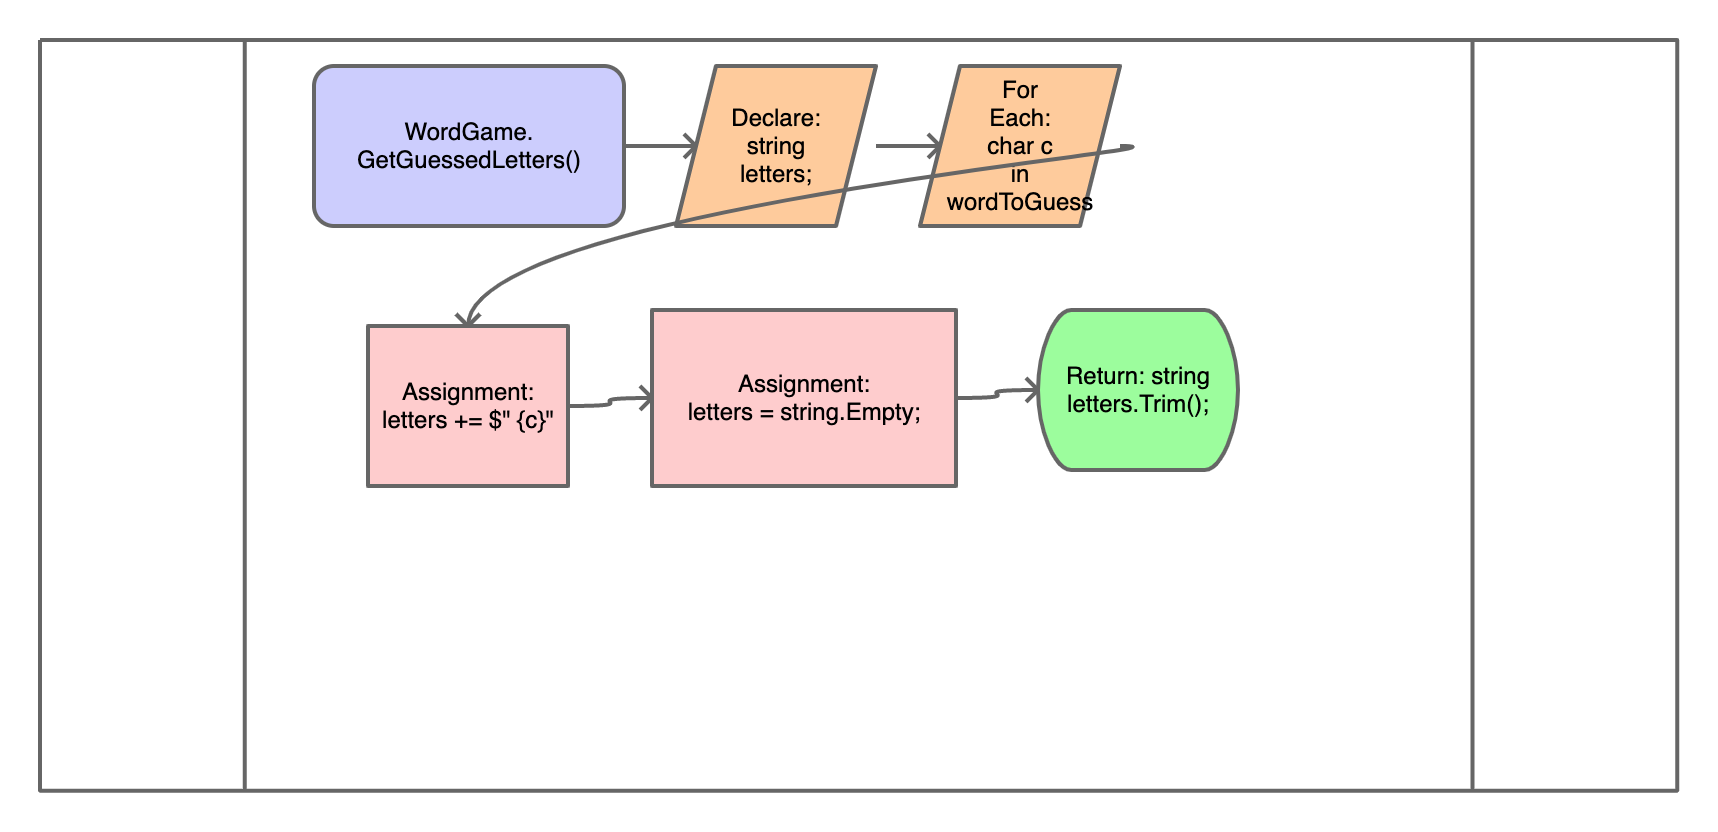 WordGame.
GetGuessedLetters()
Declare:
string
letters;
For
Each:
char c
in
wordToGuess
Assignment:
letters += $" {c}"
Assignment:
letters = string.Empty;
Return: string
letters.Trim();